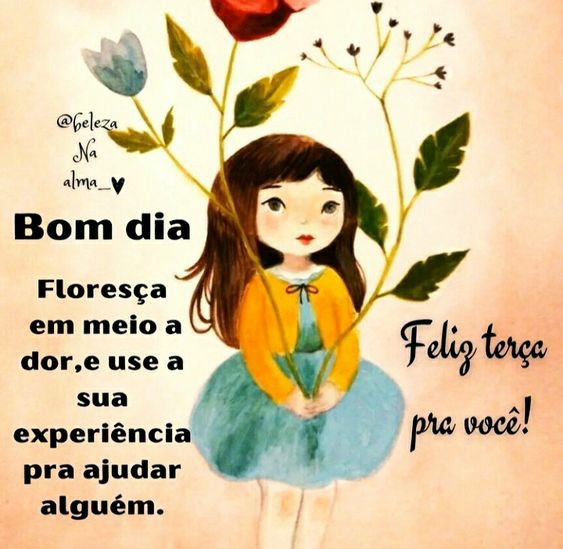 @beleza
Na
alma_♥
Bom dia
Floresça
em meio a
dor,e use a
sua
experiência
pra ajudar
alguém.
Feliz terça
pra você!